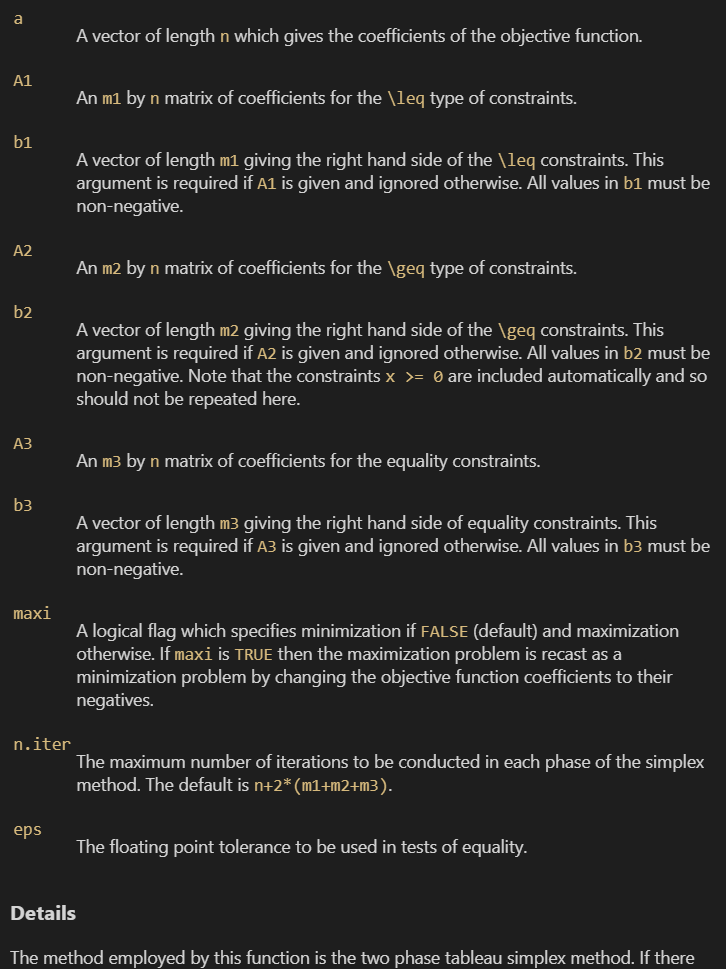 a
A vector of length n which gives the coefficients of the objective function.
A1
An m1 by n matrix of coefficients for the \leq type of constraints.
b1
A vector of length m1 giving the right hand side of the \leq constraints. This
argument is required if A1 is given and ignored otherwise. All values in b1 must be
non-negative.
A2
An m2 by n matrix of coefficients for the \geq type of constraints.
b2
A vector of length m2 giving the right hand side of the \geq constraints. This
argument is required if A2 is given and ignored otherwise. All values in b2 must be
non-negative. Note that the constraints x >= 0 are included automatically and so
should not be repeated here.
A3
An m3 by n matrix of coefficients for the equality constraints.
b3
A vector of length m3 giving the right hand side of equality constraints. This
argument is required if A3 is given and ignored otherwise. All values in b3 must be
non-negative.
maxi
A logical flag which specifies minimization if FALSE (default) and maximization
otherwise. If maxi is TRUE then the maximization problem is recast as a
minimization problem by changing the objective function coefficients to their
negatives.
n.iter
The maximum number of iterations to be conducted in each phase of the simplex
method. The default is n+2*(m1+m2+m3).
eps
The floating point tolerance to be used in tests of equality.
Details
The method employed by this function is the two phase tableau simplex method. If there